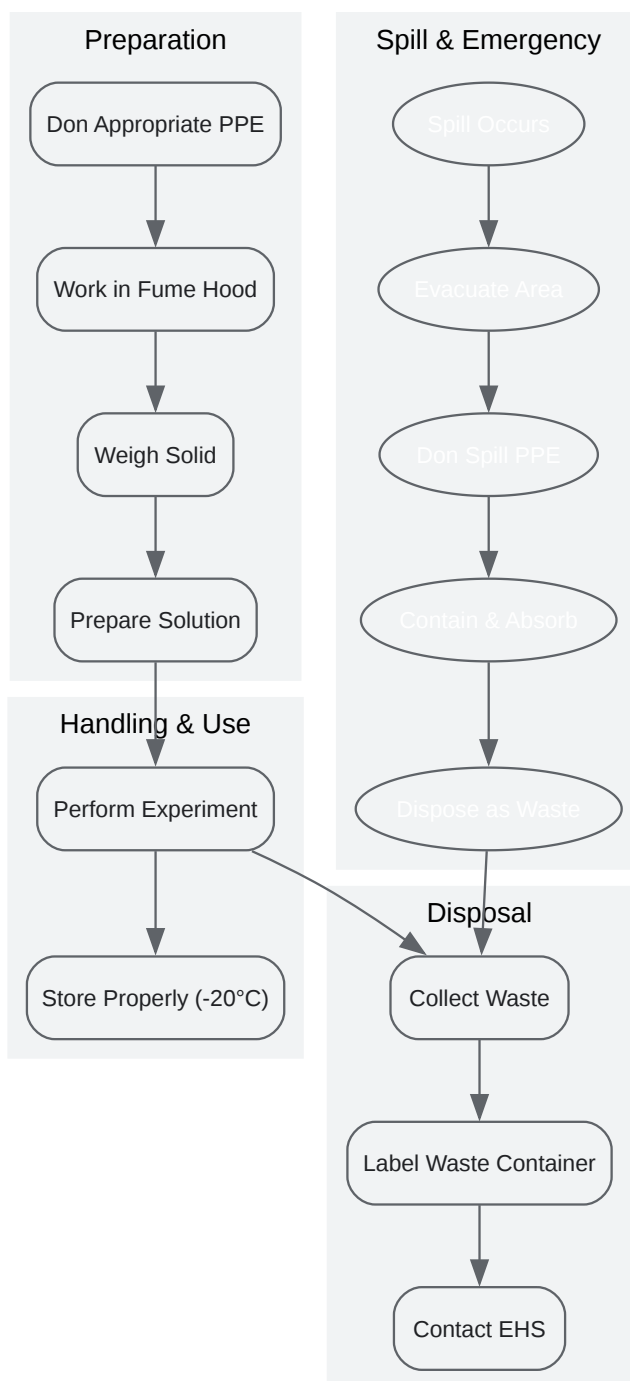 Preparation
Don Appropriate PPE
Work in Fume Hood
Weigh Solid
Prepare Solution
Handling & Use
Perform Experiment
Store Properly (-20°C)
Spill & Emergency
Spill Occurs
Evacuate Area
Don Spill PPE
Contain & Absorb
Dispose as Waste
Disposal
Collect Waste
Label Waste Container
Contact EHS